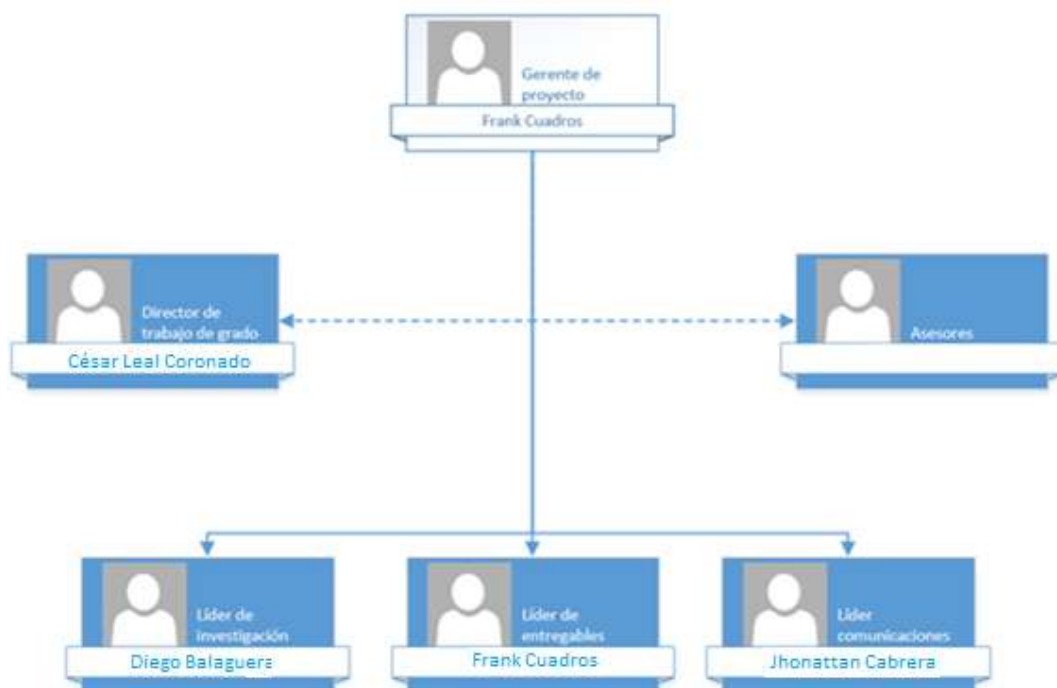 Gerente de
proyecto
Frank Cuadros
Director de
trabajo de grado
César Leal Coronado
Asesores
Líder de
investigación
Diego Balaguera
Líder de
entregables
Frank Cuadros
Líder
comunicaciones
Jhonattan Cabrera